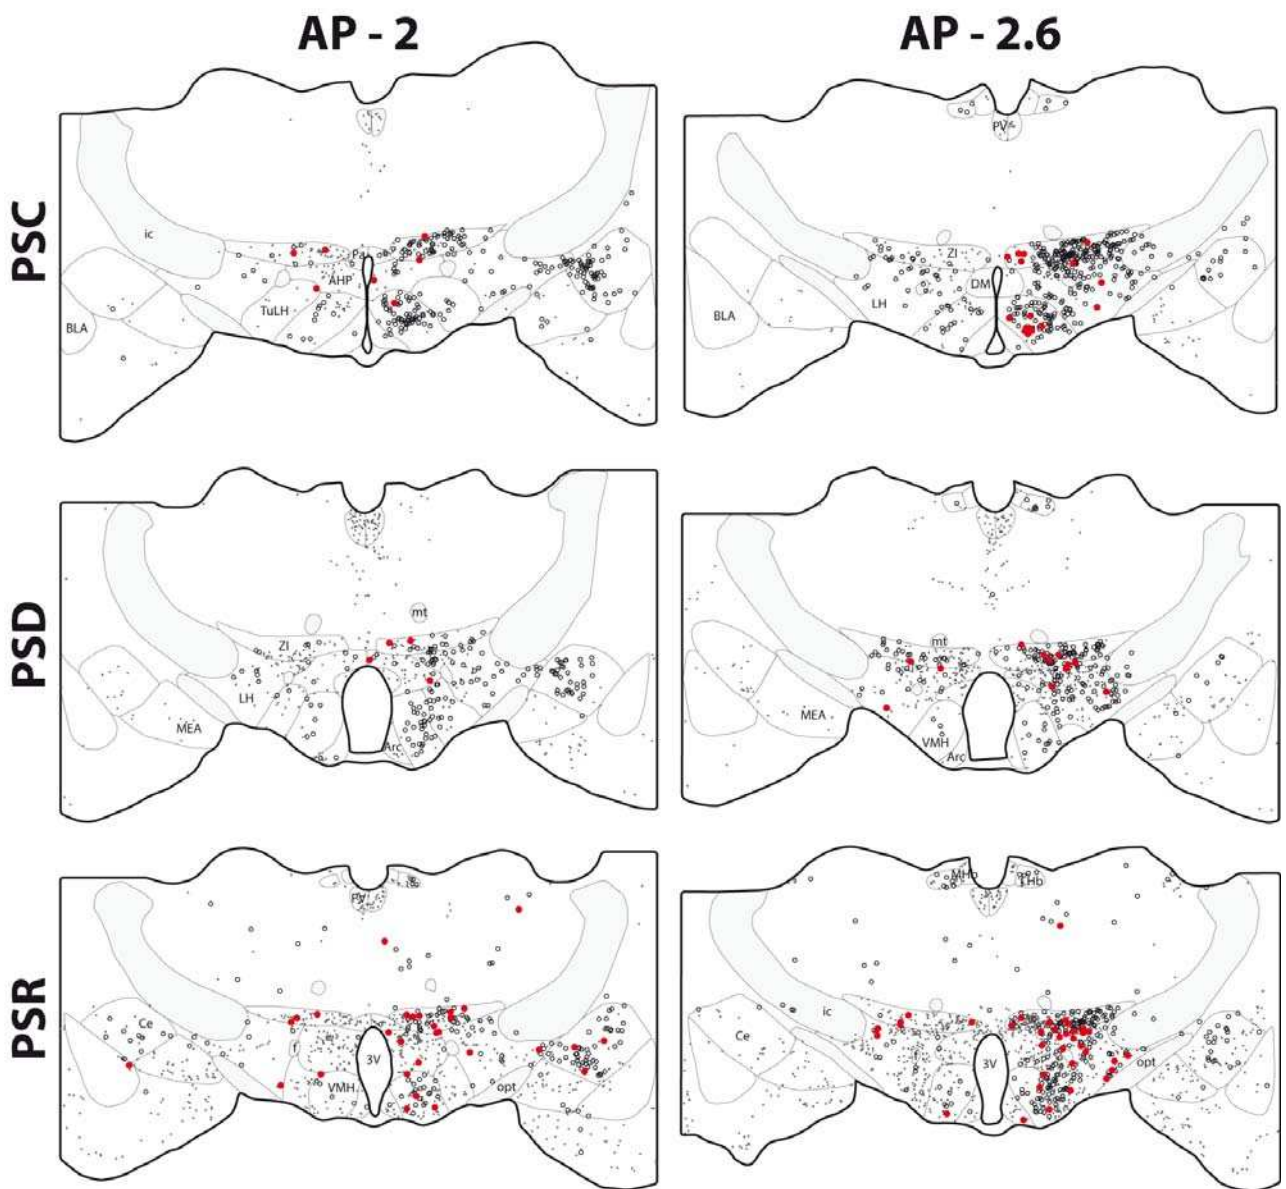 AP - 2
AP - 2.6
PSC
ic
Pa
AHP
TuLH
BLA
PV
ZI
DM
LH
BLA
PSD
mt
ZI
LH
MEA
Arc
mt
MEA
VMH
Arc
PSR
PV
Ce
f
3V
VMH
opt
MHb
LHb
ic
Ce
3V
opt